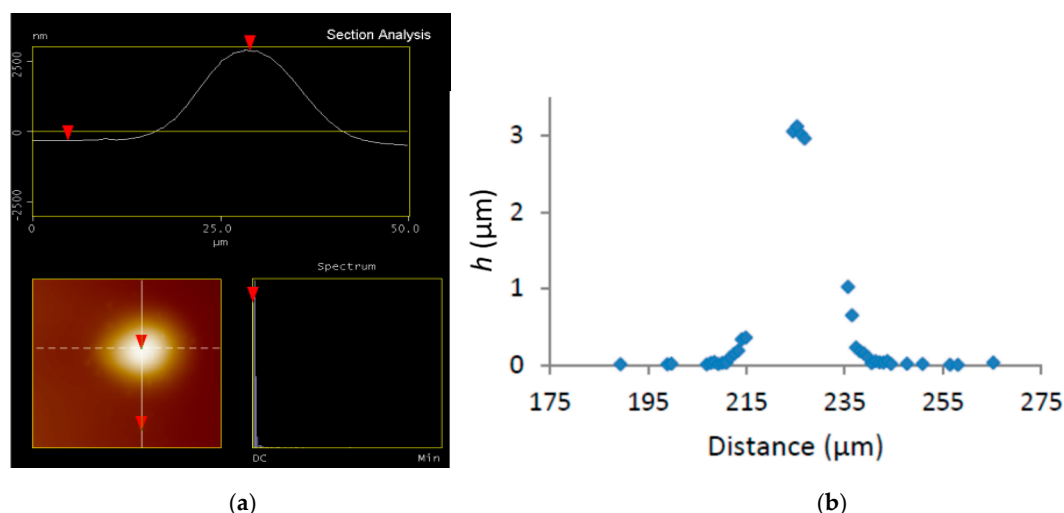 Section Analysis
nm
2500
0
-2500
0
25.0
50.0
µm
Spectrum
DC
Min
(a)
h (µm)
3
2
1
0
175
195
215
235
255
275
Distance (µm)
(b)